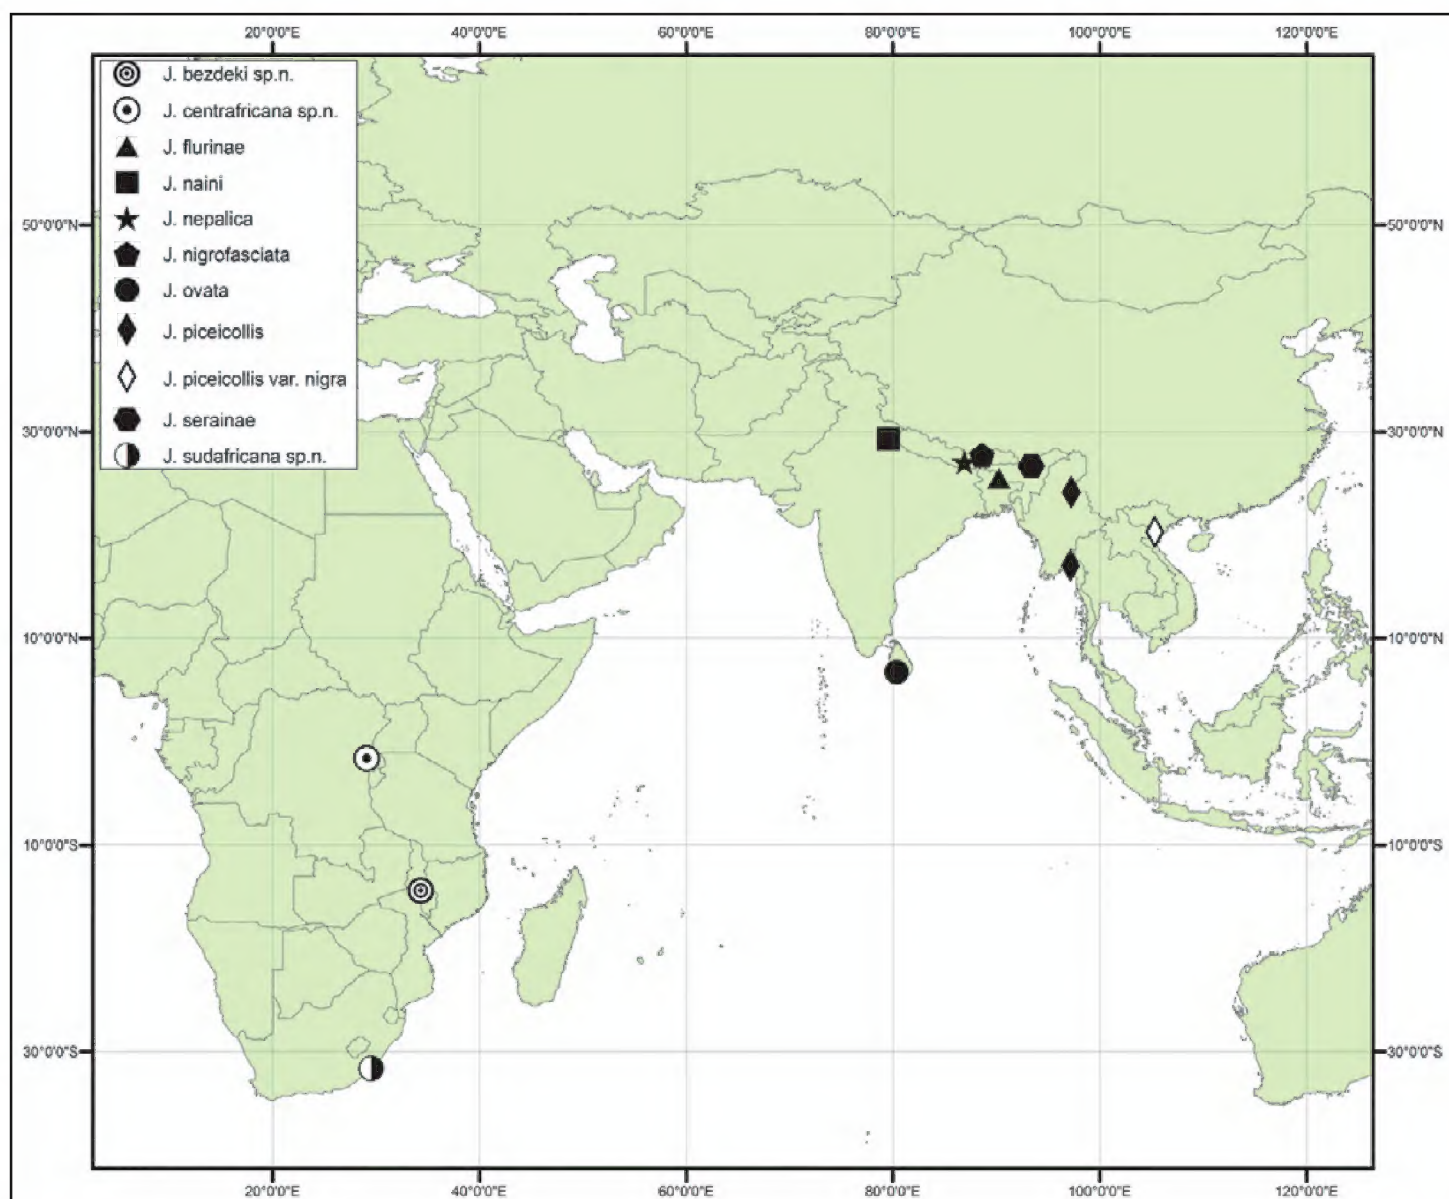 20°0'0"E 40°0'0"E 60°0'0"E 80°0'0"E 100°0'0"E 120°0'0"E
J. bezdeki sp.n.
J. centrafricana sp.n.
J. flurinae
J. naini
J. nepalica
J. nigrofasciata
J. ovata
J. piceicollis
J. piceicollis var. nigra
J. serainae
J. sudafricana sp.n.
50°0'0"N 50°0'0"N
30°0'0"N 30°0'0"N
10°0'0"N 10°0'0"N
10°0'0"S 10°0'0"S
30°0'0"S 30°0'0"S
20°0'0"E 40°0'0"E 60°0'0"E 80°0'0"E 100°0'0"E 120°0'0"E